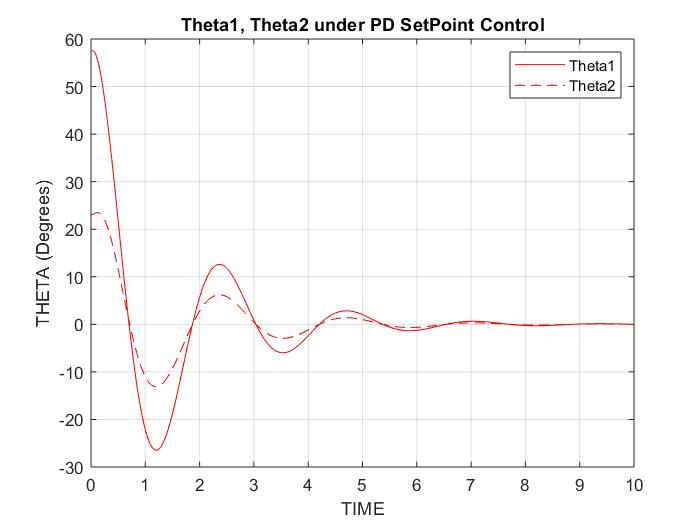 Theta1, Theta2 under PD SetPoint Control
Theta1
Theta2
THETA (Degrees)
60
50
40
30
20
10
0
-10
-20
-30
0 1 2 3 4 5 6 7 8 9 10
TIME